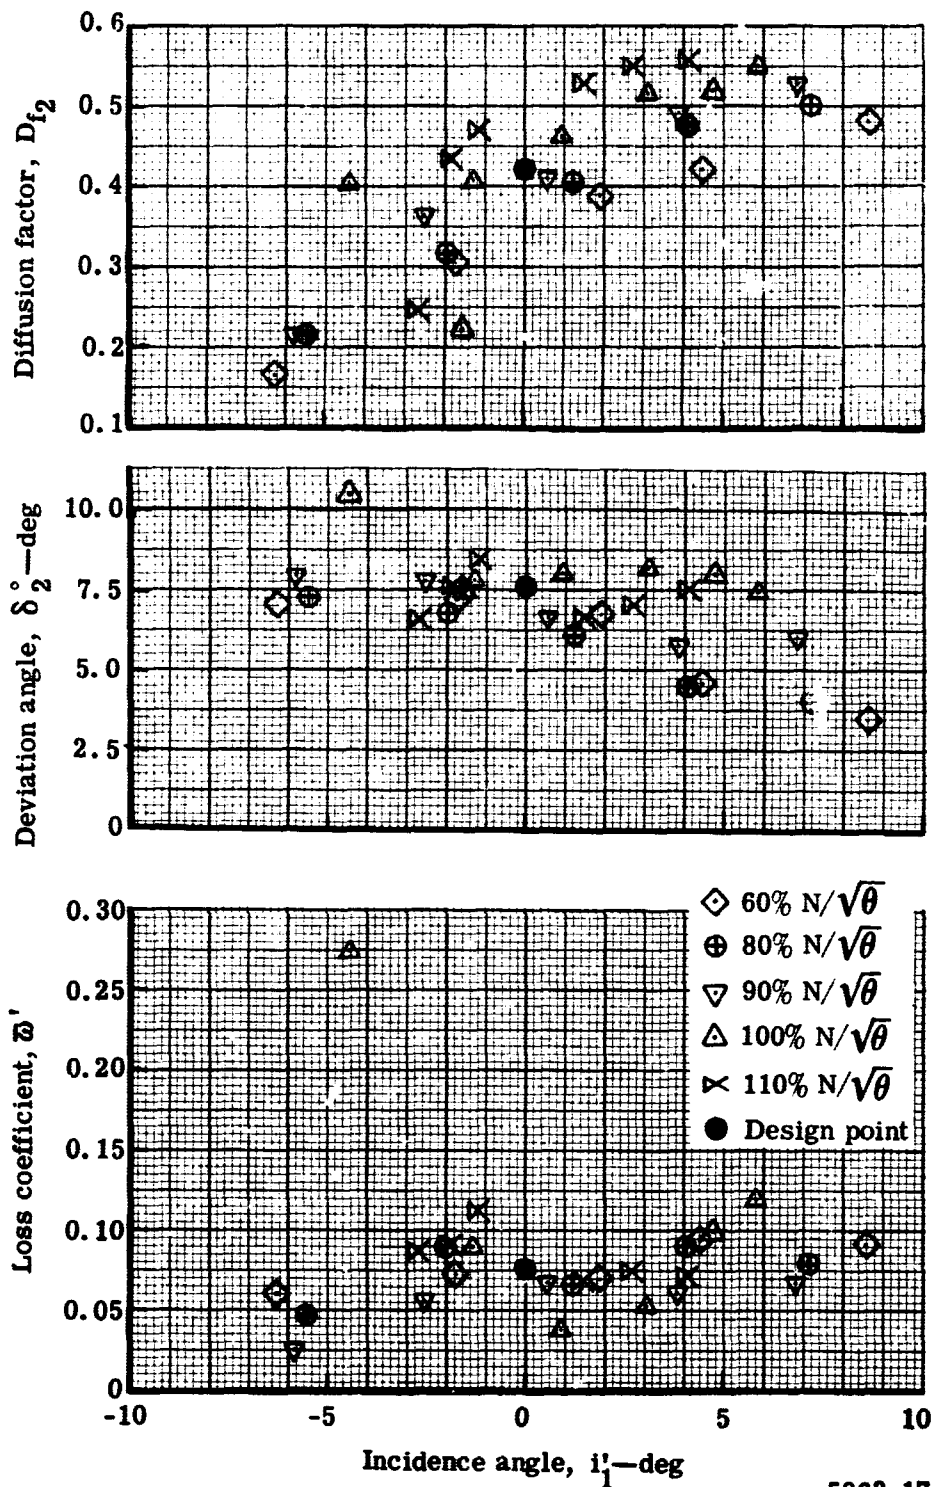 0.6
0.5
0.4
0.3
0.2
0.1
Diffusion factor, Df2
10.0
7.5
5.0
2.5
0
Deviation angle, δ°2—deg
0.30
0.25
0.20
0.15
0.10
0.05
0
Loss coefficient, ω̄'
60% N/√θ
80% N/√θ
90% N/√θ
100% N/√θ
110% N/√θ
Design point
-10 -5 0 5 10
Incidence angle, i'1—deg